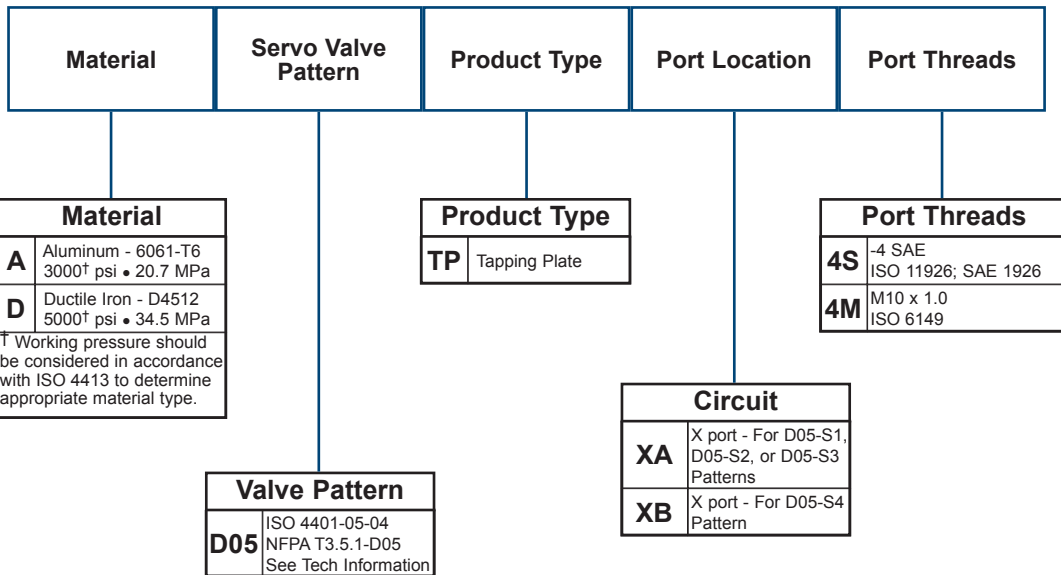 Material
Servo Valve
Pattern
Product Type
Port Location
Port Threads
Material
A
Aluminum - 6061-T6
3000† psi • 20.7 MPa
D
Ductile Iron - D4512
5000† psi • 34.5 MPa
† Working pressure should
be considered in accordance
with ISO 4413 to determine
appropriate material type.
Product Type
TP
Tapping Plate
Port Threads
4S
-4 SAE
ISO 11926; SAE 1926
4M
M10 x 1.0
ISO 6149
Circuit
XA
X port - For D05-S1,
D05-S2, or D05-S3
Patterns
XB
X port - For D05-S4
Pattern
Valve Pattern
D05
ISO 4401-05-04
NFPA T3.5.1-D05
See Tech Information